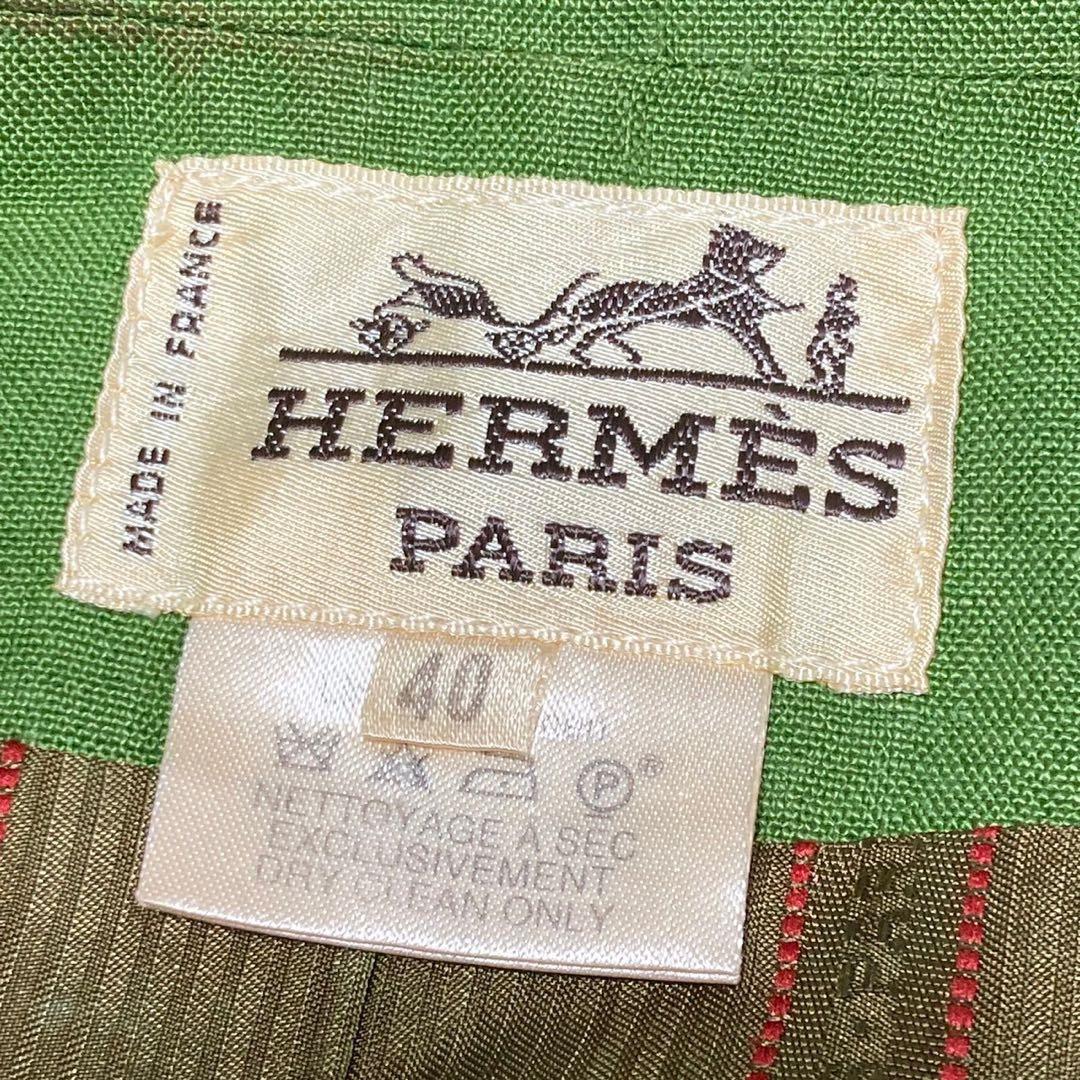 MADE IN FRANCE
HERMÈS
PARIS
40
P
NETTOYAGE A SEC
EXCLUSIVEMENT
DRY CLEAN ONLY